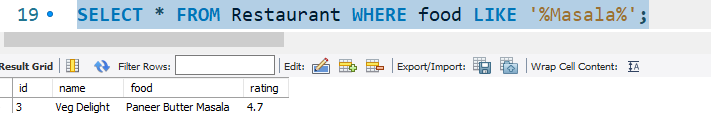 19 SELECT * FROM Restaurant WHERE food LIKE '%Masala%';
Result Grid Filter Rows: Edit: Export/Import: Wrap Cell Content:
id name food rating
3 Veg Delight Paneer Butter Masala 4.7